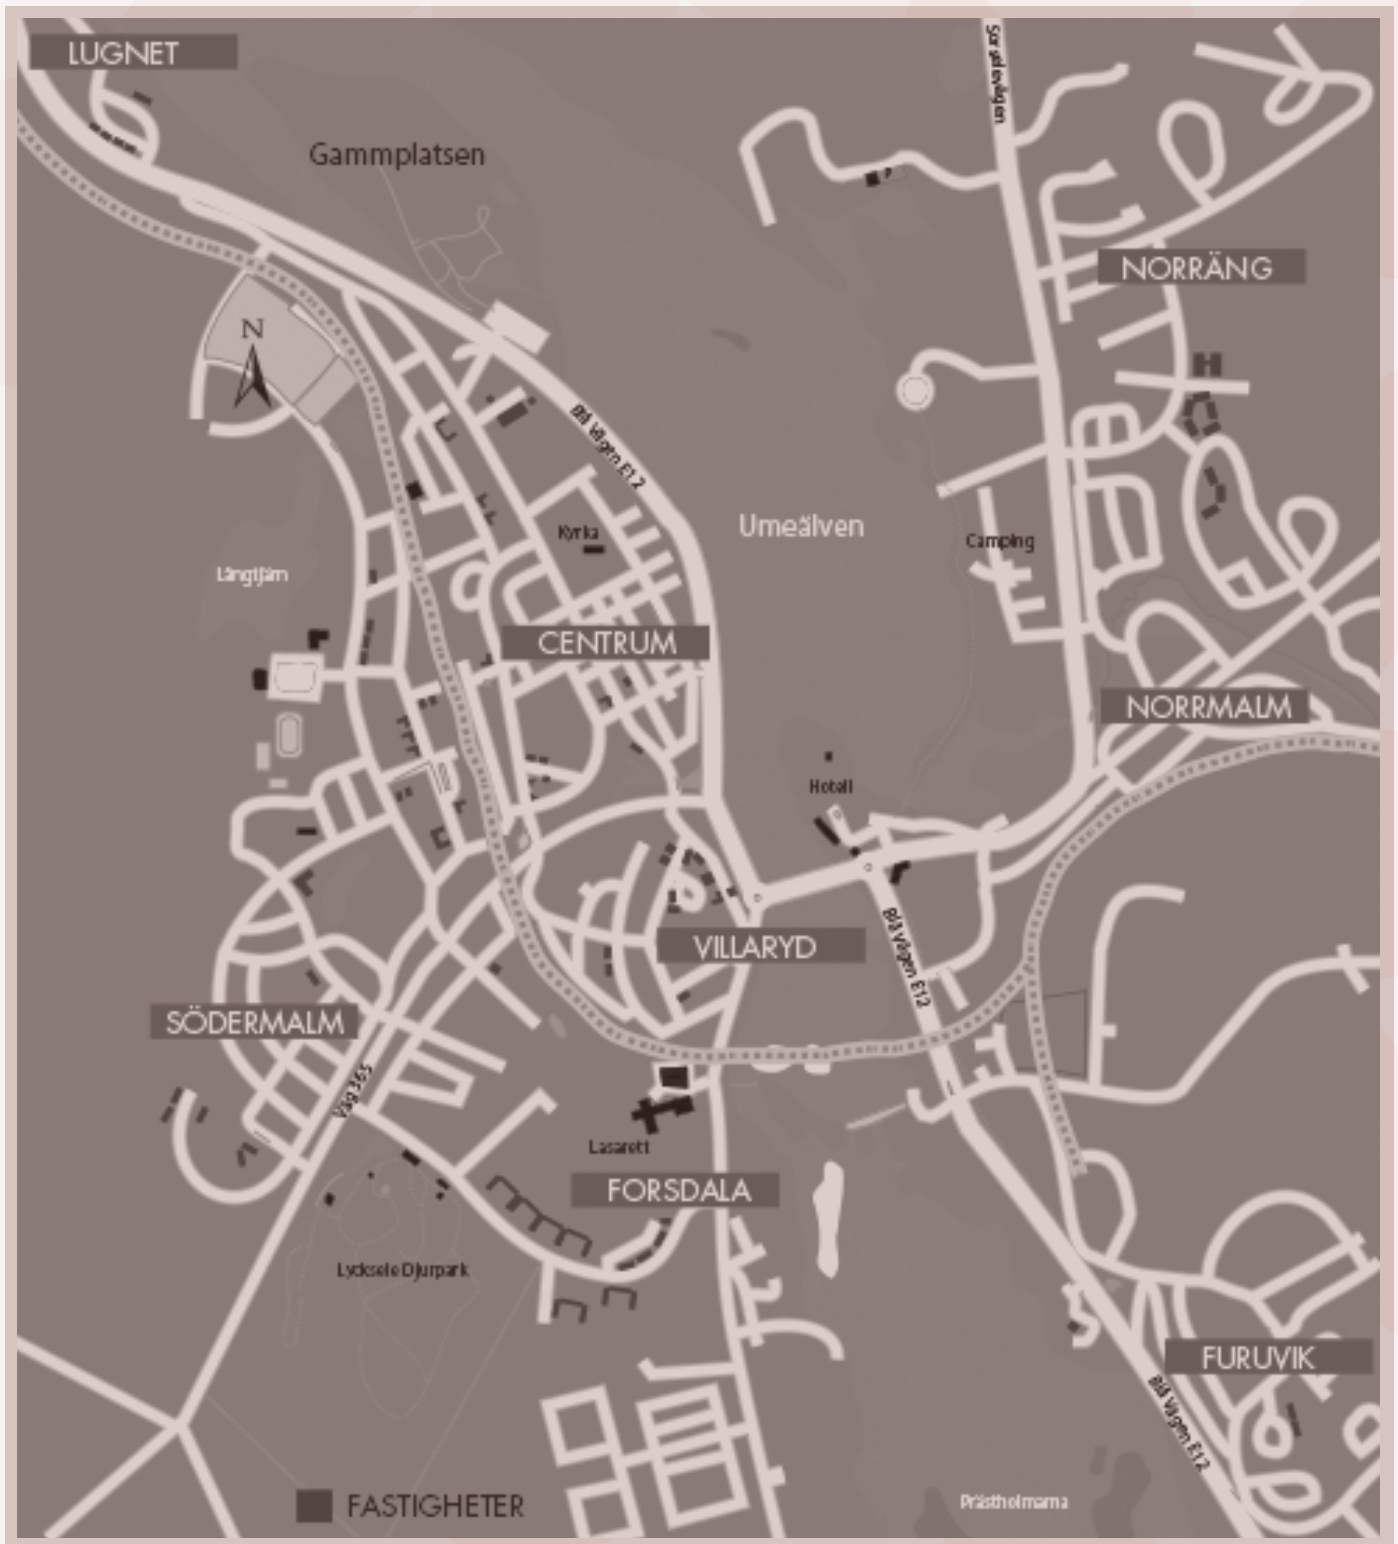 LUGNET
Sorselevägen
Gammplatsen
NORRÄNG
N
Blå Vägen E12
Kyrka
Umeälven
Camping
Långtjärn
CENTRUM
NORRMALM
Hotell
VILLARYD
Blå Vägen E12
SÖDERMALM
Väg 365
Lasarett
FORSDALA
Lycksele Djurpark
FURUVIK
Blå Vägen E12
FASTIGHETER
Prästholmarna